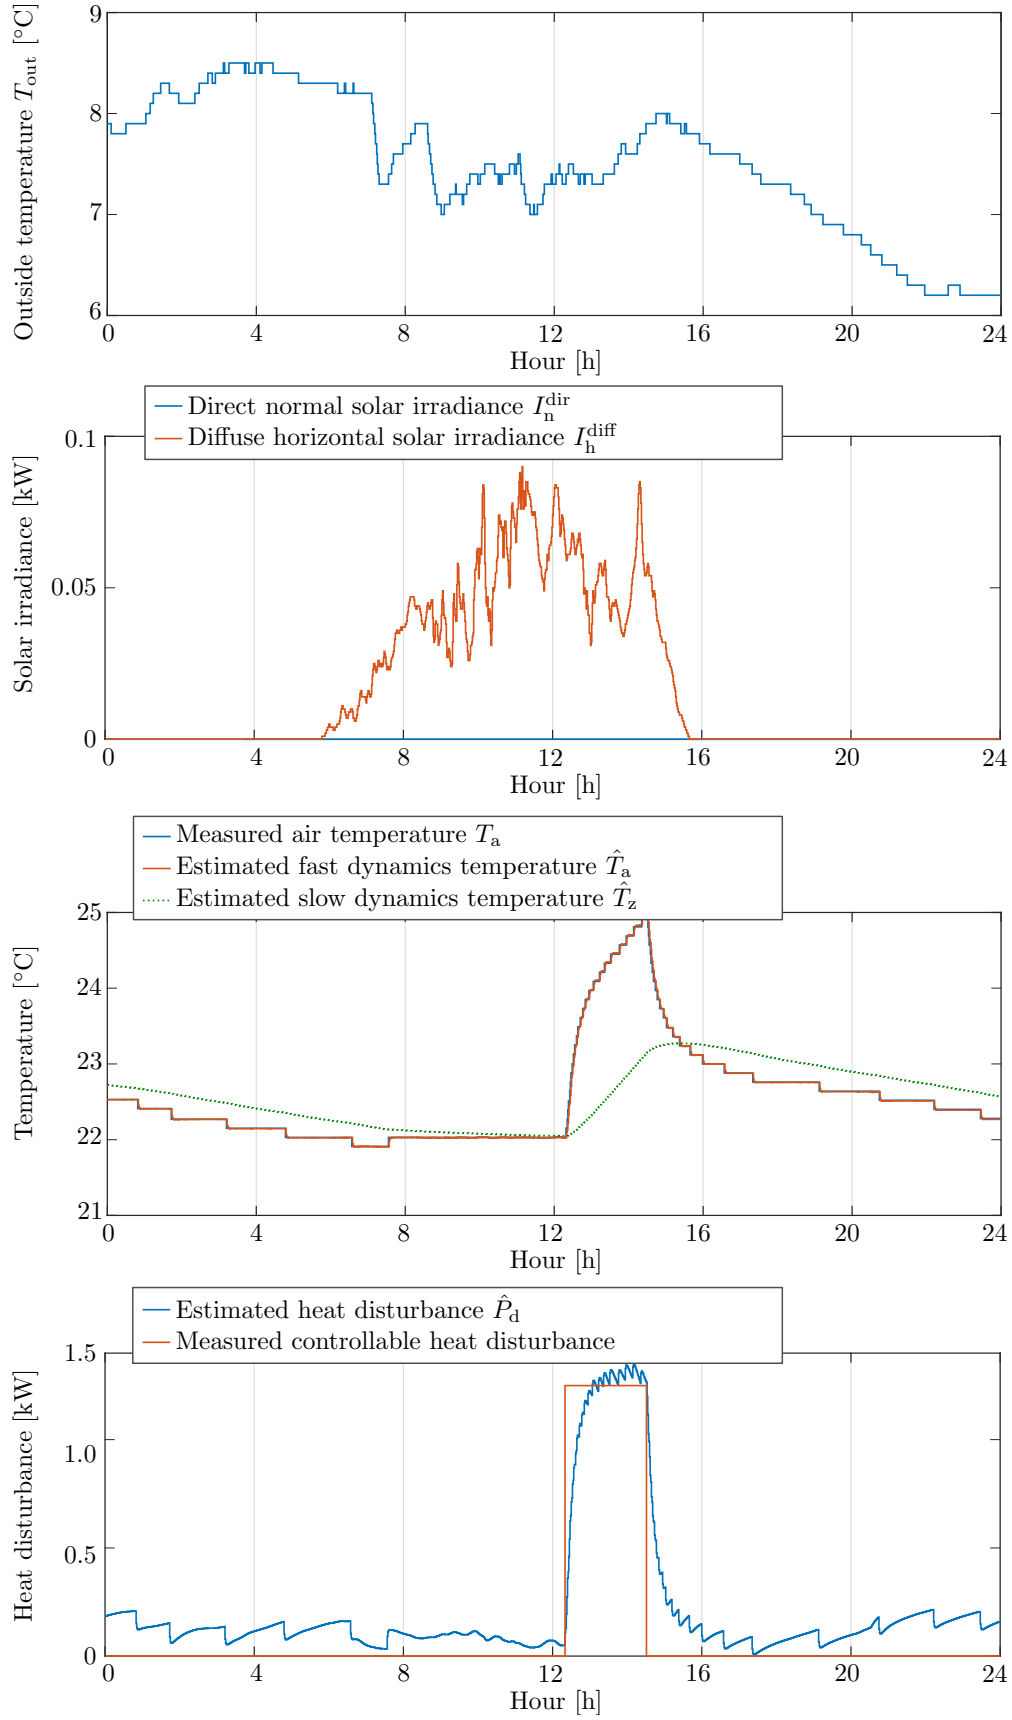 Outside temperature T_out [°C]
9
8
7
6
0 4 8 12 16 20 24
Hour [h]
Direct normal solar irradiance I_n^dir
Diffuse horizontal solar irradiance I_h^diff
Solar irradiance [kW]
0.1
0.05
0
0 4 8 12 16 20 24
Hour [h]
Measured air temperature T_a
Estimated fast dynamics temperature T̂_a
Estimated slow dynamics temperature T̂_z
Temperature [°C]
25
24
23
22
21
0 4 8 12 16 20 24
Hour [h]
Estimated heat disturbance P̂_d
Measured controllable heat disturbance
Heat disturbance [kW]
1.5
1.0
0.5
0
0 4 8 12 16 20 24
Hour [h]